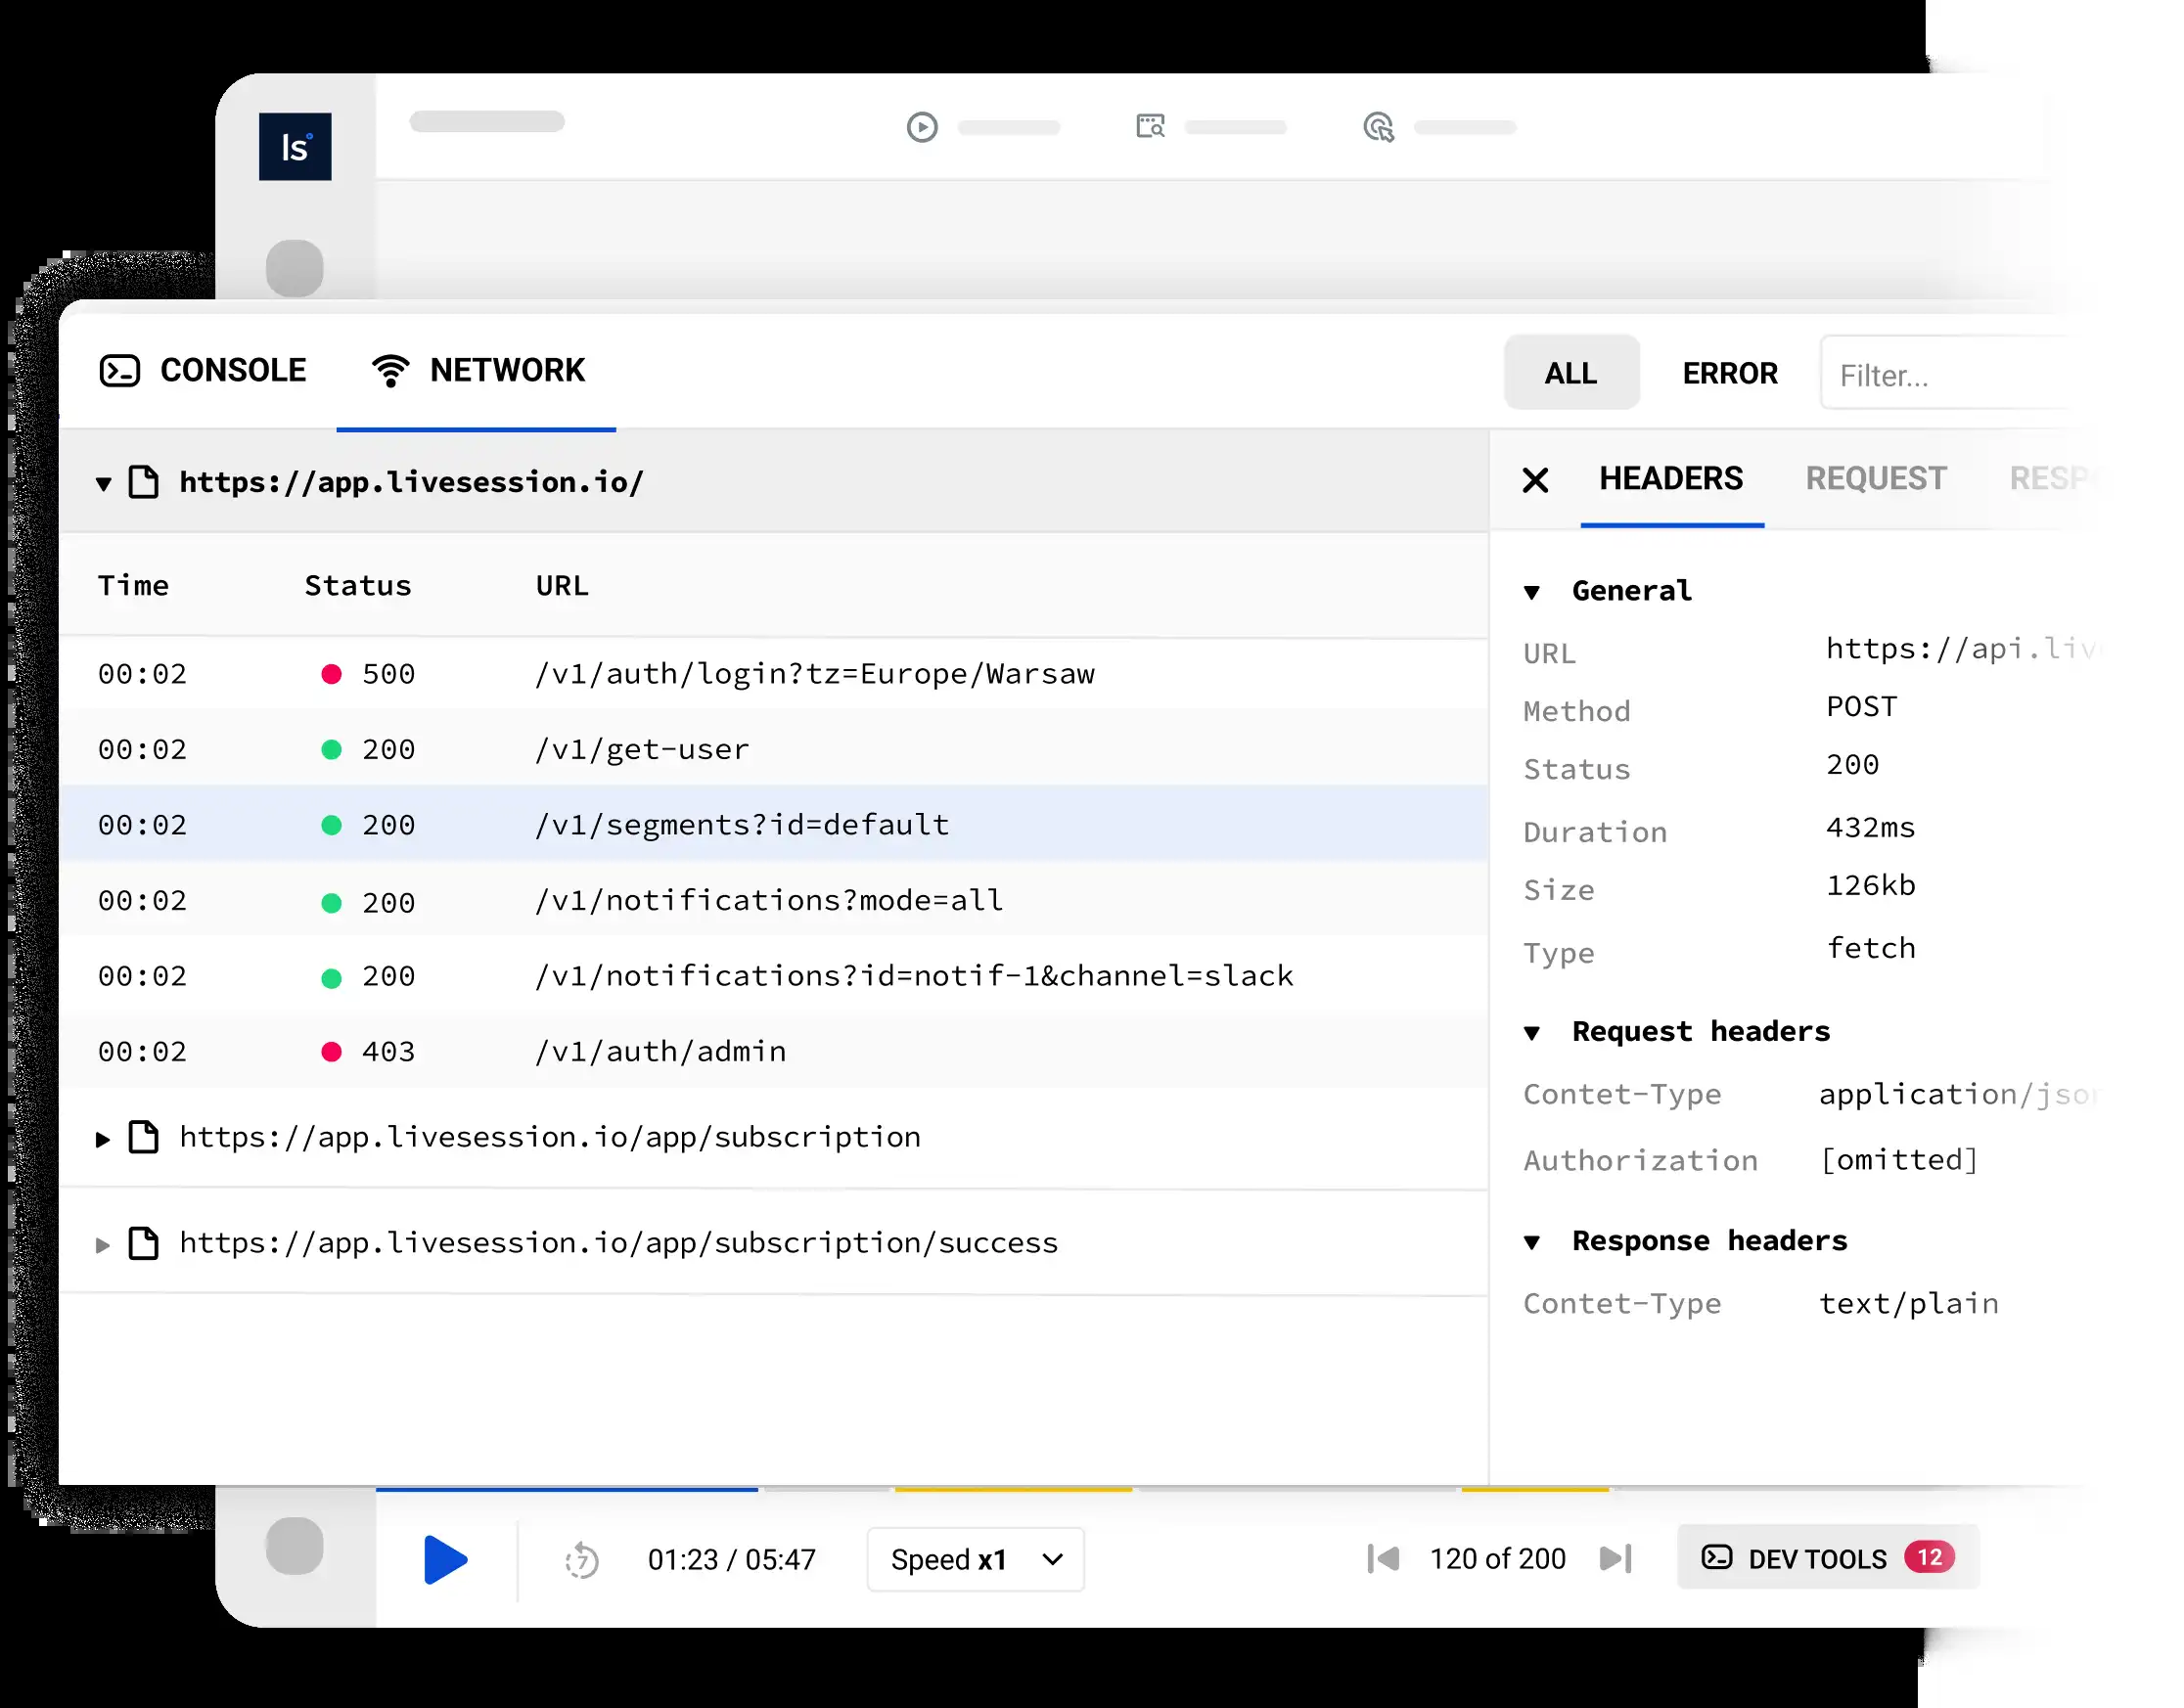 ls
CONSOLE NETWORK ALL ERROR Filter...
https://app.livesession.io/
Time Status URL
00:02 500 /v1/auth/login?tz=Europe/Warsaw
00:02 200 /v1/get-user
00:02 200 /v1/segments?id=default
00:02 200 /v1/notifications?mode=all
00:02 200 /v1/notifications?id=notif-1&channel=slack
00:02 403 /v1/auth/admin
https://app.livesession.io/app/subscription
https://app.livesession.io/app/subscription/success
HEADERS REQUEST RESP
General
URL https://api.liv
Method POST
Status 200
Duration 432ms
Size 126kb
Type fetch
Request headers
Contet-Type application/json
Authorization [omitted]
Response headers
Contet-Type text/plain
7 01:23 / 05:47 Speed x1 120 of 200 DEV TOOLS 12